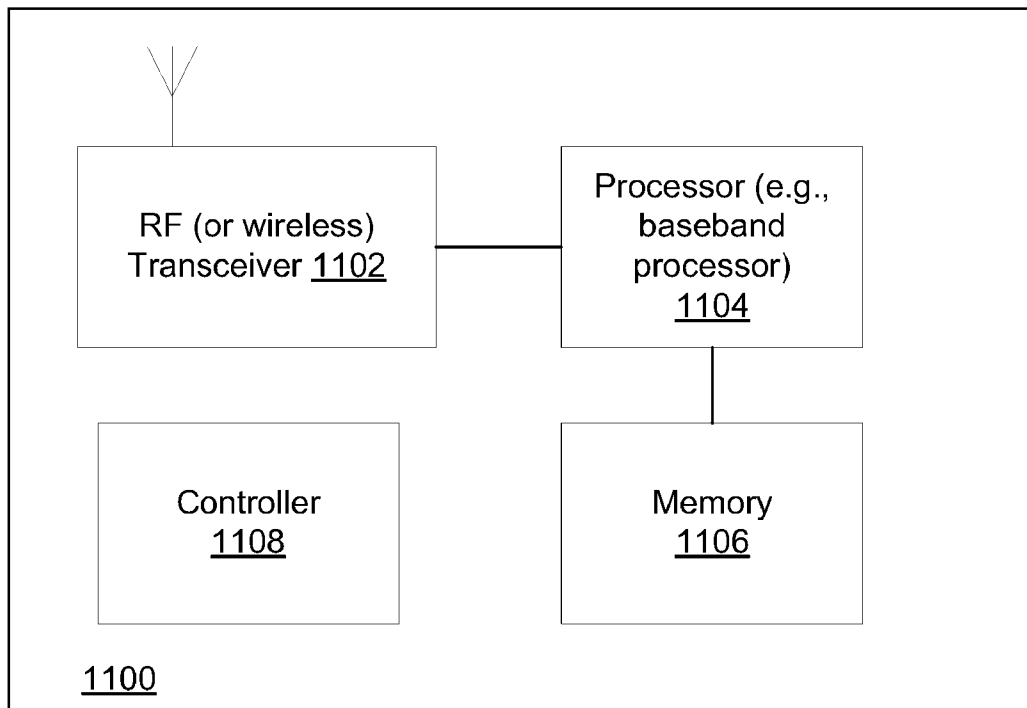 RF (or wireless)
Transceiver 1102
Processor (e.g.,
baseband
processor)
1104
Controller
1108
Memory
1106
1100